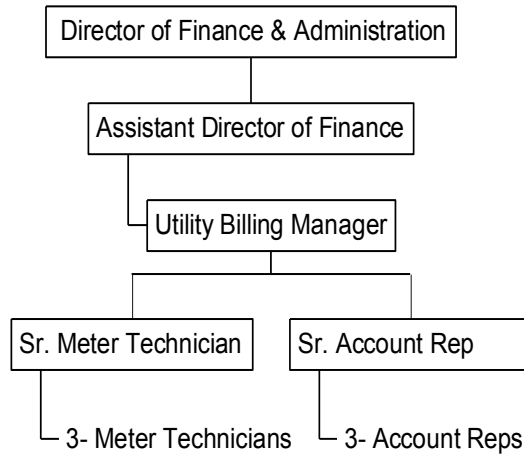 Director of Finance & Administration
Assistant Director of Finance
Utility Billing Manager
Sr. Meter Technician
Sr. Account Rep
3- Meter Technicians
3- Account Reps